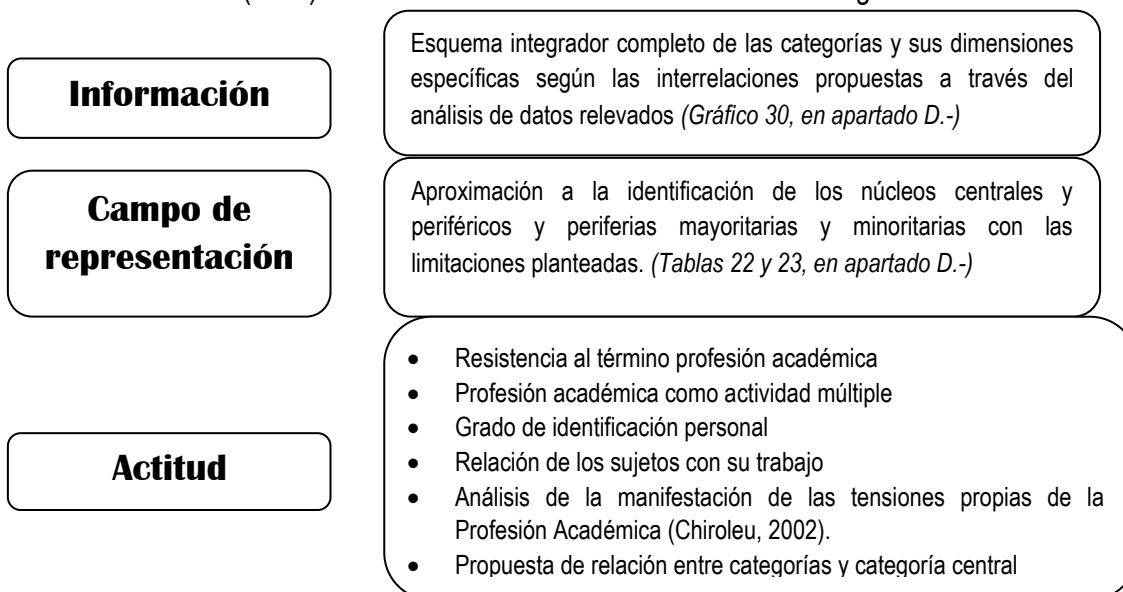 Información
Esquema integrador completo de las categorías y sus dimensiones
específicas según las interrelaciones propuestas a través del
análisis de datos relevados (Gráfico 30, en apartado D.-)
Campo de
representación
Aproximación a la identificación de los núcleos centrales y
periféricos y periferias mayoritarias y minoritarias con las
limitaciones planteadas. (Tablas 22 y 23, en apartado D.-)
Actitud
• Resistencia al término profesión académica
• Profesión académica como actividad múltiple
• Grado de identificación personal
• Relación de los sujetos con su trabajo
• Análisis de la manifestación de las tensiones propias de la
Profesión Académica (Chiroleu, 2002).
• Propuesta de relación entre categorías y categoría central